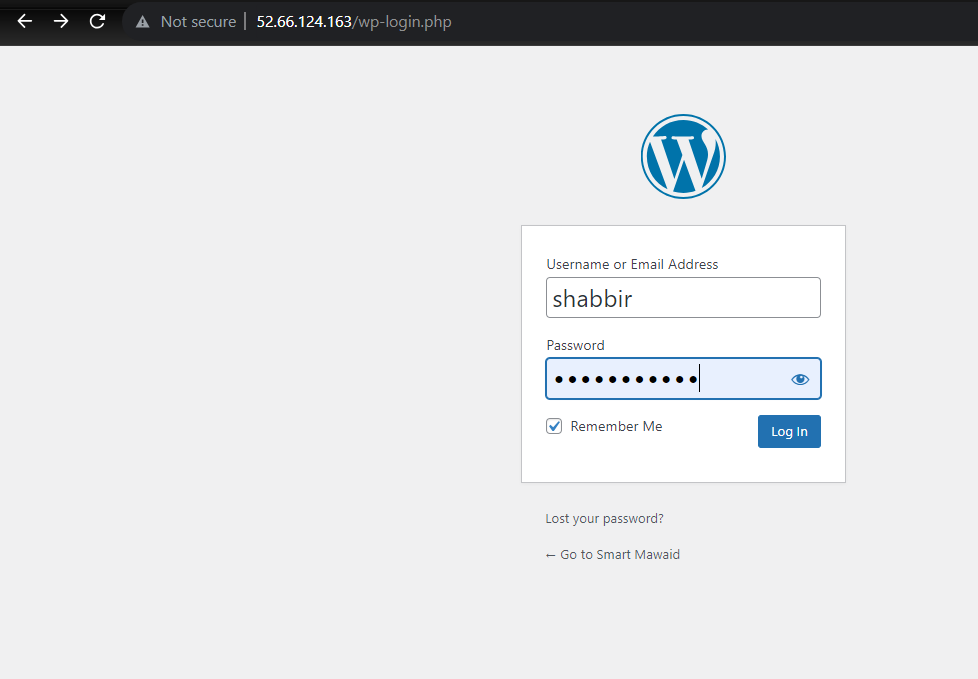 Not secure 52.66.124.163/wp-login.php
Username or Email Address
shabbir
Password
•••••••••••
Remember Me
Log In
Lost your password?
← Go to Smart Mawaid